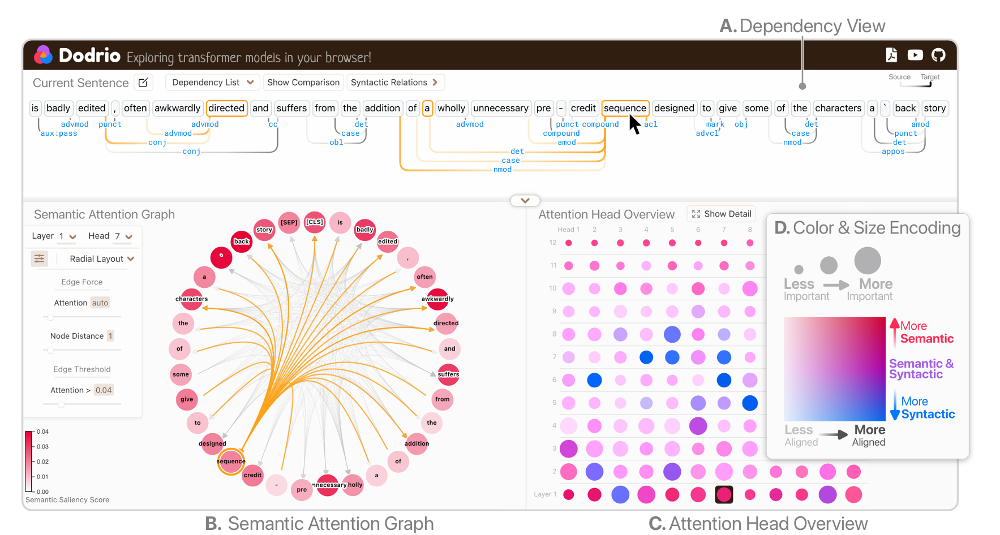 A. Dependency View
Dodrio Exploring transformer models in your browser!
Current Sentence Dependency List Show Comparison Syntactic Relations
Source Target
is badly edited , often awkwardly directed and suffers from the addition of a wholly unnecessary pre - credit sequence designed to give some of the characters a ` back story
advmod punct advmod cc det advmod punct compound acl mark obj det amod
aux:pass advmod case compound advcl case punct
conj obl amod nmod det
conj det appos
case
nmod
Semantic Attention Graph
Layer 1 Head 7
Radial Layout
Edge Force
Attention auto
Node Distance 1
Edge Threshold
Attention > 0.04
0.04
0.03
0.02
0.01
0.00
Semantic Saliency Score
[SEP]
[CLS]
is
badly
edited
,
often
awkwardly
directed
and
suffers
from
the
addition
of
a
holly
nnecessary
pre
-
credit
sequence
designed
to
give
some
of
the
characters
a
back
story
Attention Head Overview Show Detail
Head 1 2 3 4 5 6 7 8
12
11
10
9
8
7
6
5
4
3
2
Layer 1
D. Color & Size Encoding
Less More
Important Important
More
Semantic
Semantic &
Syntactic
More
Syntactic
Less More
Aligned Aligned
B. Semantic Attention Graph
C. Attention Head Overview